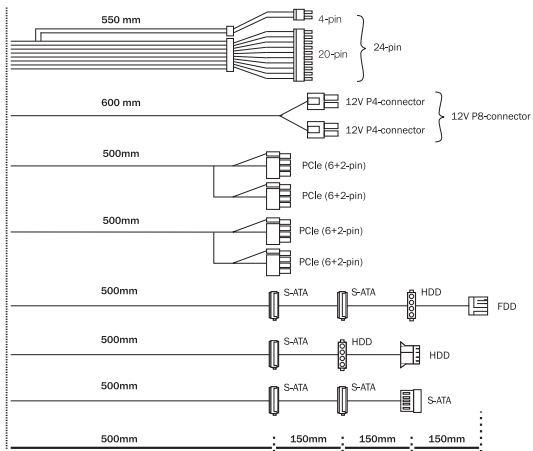 550 mm
4-pin
20-pin
24-pin
600 mm
12V P4-connector
12V P4-connector
12V P8-connector
500mm
PCIe (6+2-pin)
PCIe (6+2-pin)
500mm
PCIe (6+2-pin)
PCIe (6+2-pin)
500mm S-ATA S-ATA HDD
FDD
500mm S-ATA HDD
HDD
500mm S-ATA S-ATA
S-ATA
500mm 150mm 150mm 150mm